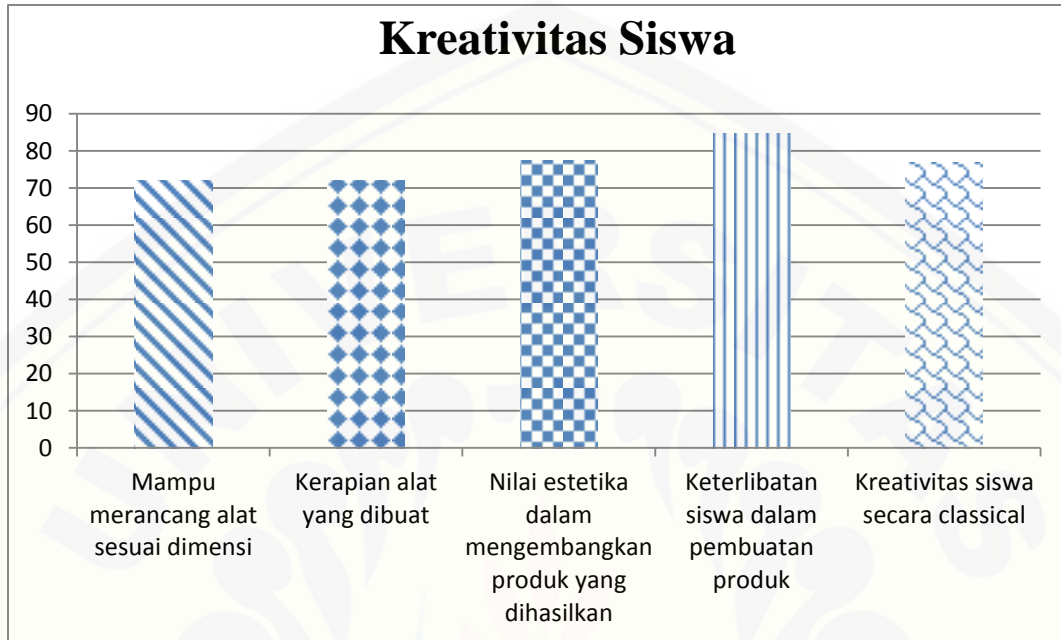 Kreativitas Siswa
90
80
70
60
50
40
30
20
10
0
Mampu
merancang alat
sesuai dimensi
Kerapian alat
yang dibuat
Nilai estetika
dalam
mengembangkan
produk yang
dihasilkan
Keterlibatan
siswa dalam
pembuatan
produk
Kreativitas siswa
secara classical
UNIVERSITAS